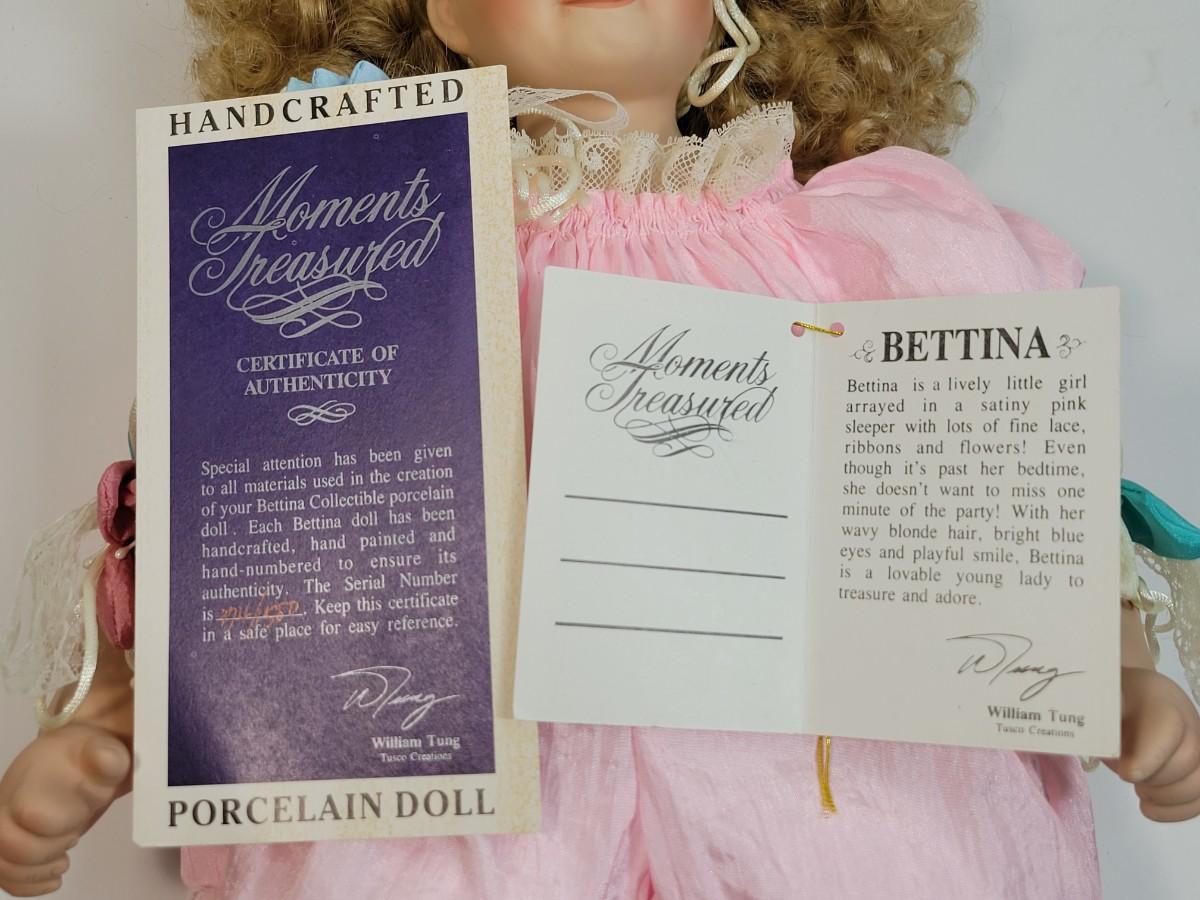 HANDCRAFTED
Moments
Treasured
CERTIFICATE OF
AUTHENTICITY
Special attention has been given
to all materials used in the creation
of your Bettina Collectible porcelain
doll. Each Bettina doll has been
handcrafted, hand painted and
hand-numbered to ensure its
authenticity. The Serial Number
is . Keep this certificate
in a safe place for easy reference.
W Tung
William Tung
Tusco Creations
PORCELAIN DOLL
Moments
Treasured
BETTINA
Bettina is a lively little girl
arrayed in a satiny pink
sleeper with lots of fine lace,
ribbons and flowers! Even
though it's past her bedtime,
she doesn't want to miss one
minute of the party! With her
wavy blonde hair, bright blue
eyes and playful smile, Bettina
is a lovable young lady to
treasure and adore.
W Tung
William Tung
Tusco Creations